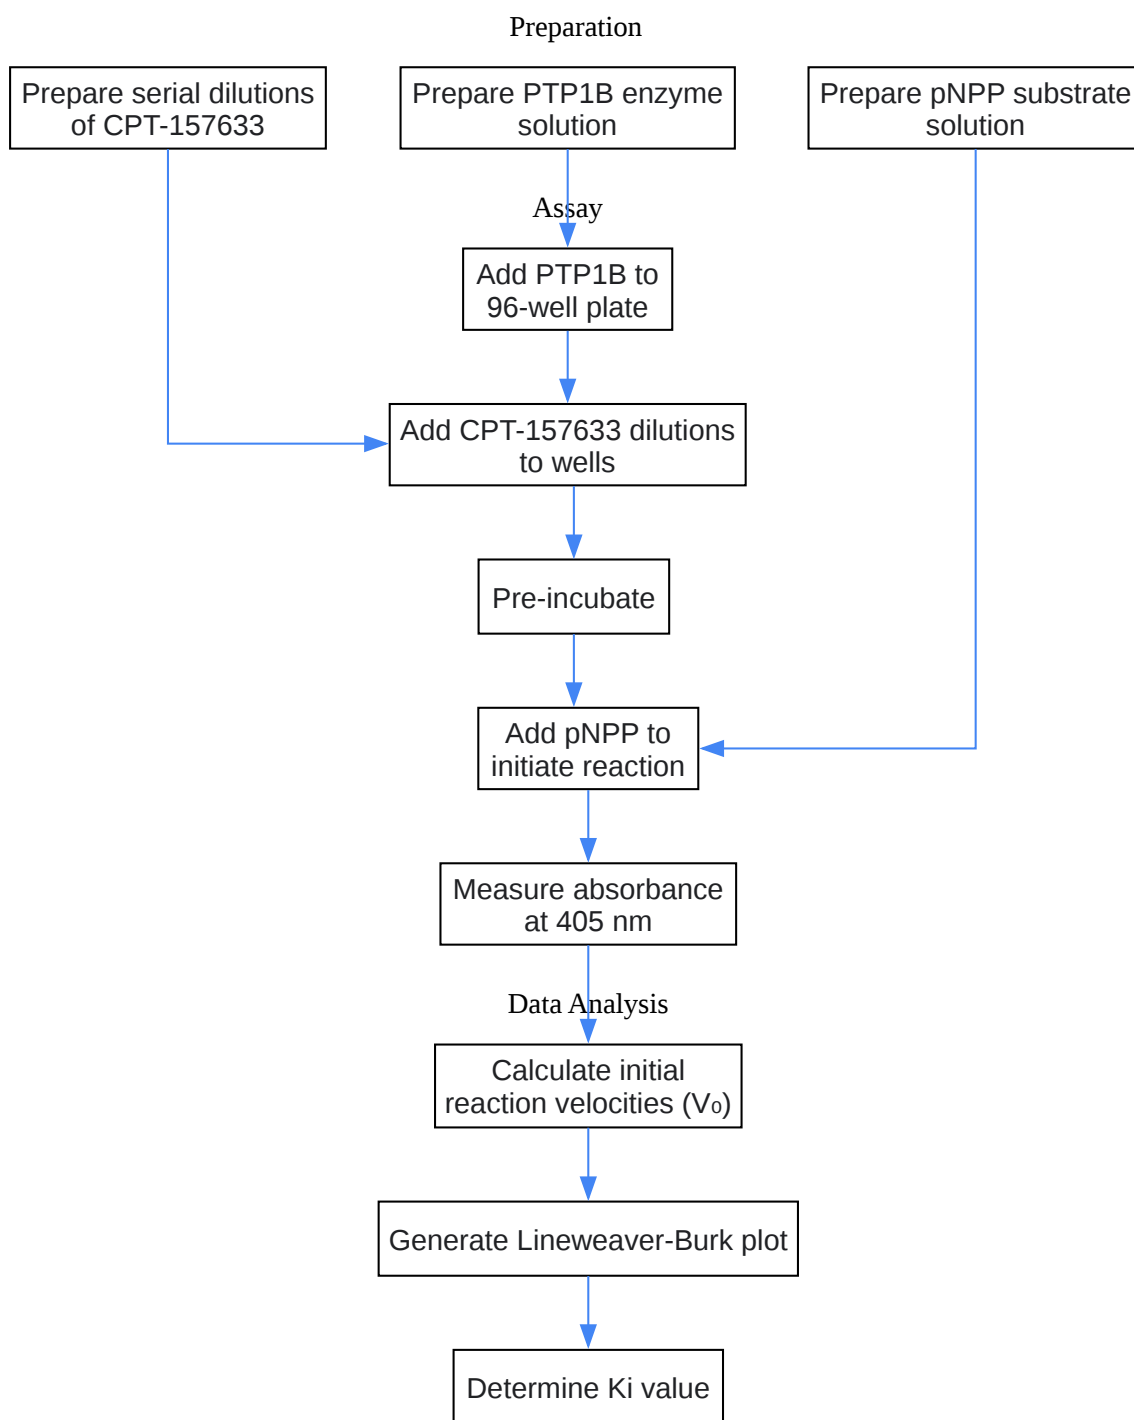 Preparation
Prepare serial dilutions
of CPT-157633
Prepare PTP1B enzyme
solution
Prepare pNPP substrate
solution
Assay
Add PTP1B to
96-well plate
Add CPT-157633 dilutions
to wells
Pre-incubate
Add pNPP to
initiate reaction
Measure absorbance
at 405 nm
Data Analysis
Calculate initial
reaction velocities (V₀)
Generate Lineweaver-Burk plot
Determine Ki value